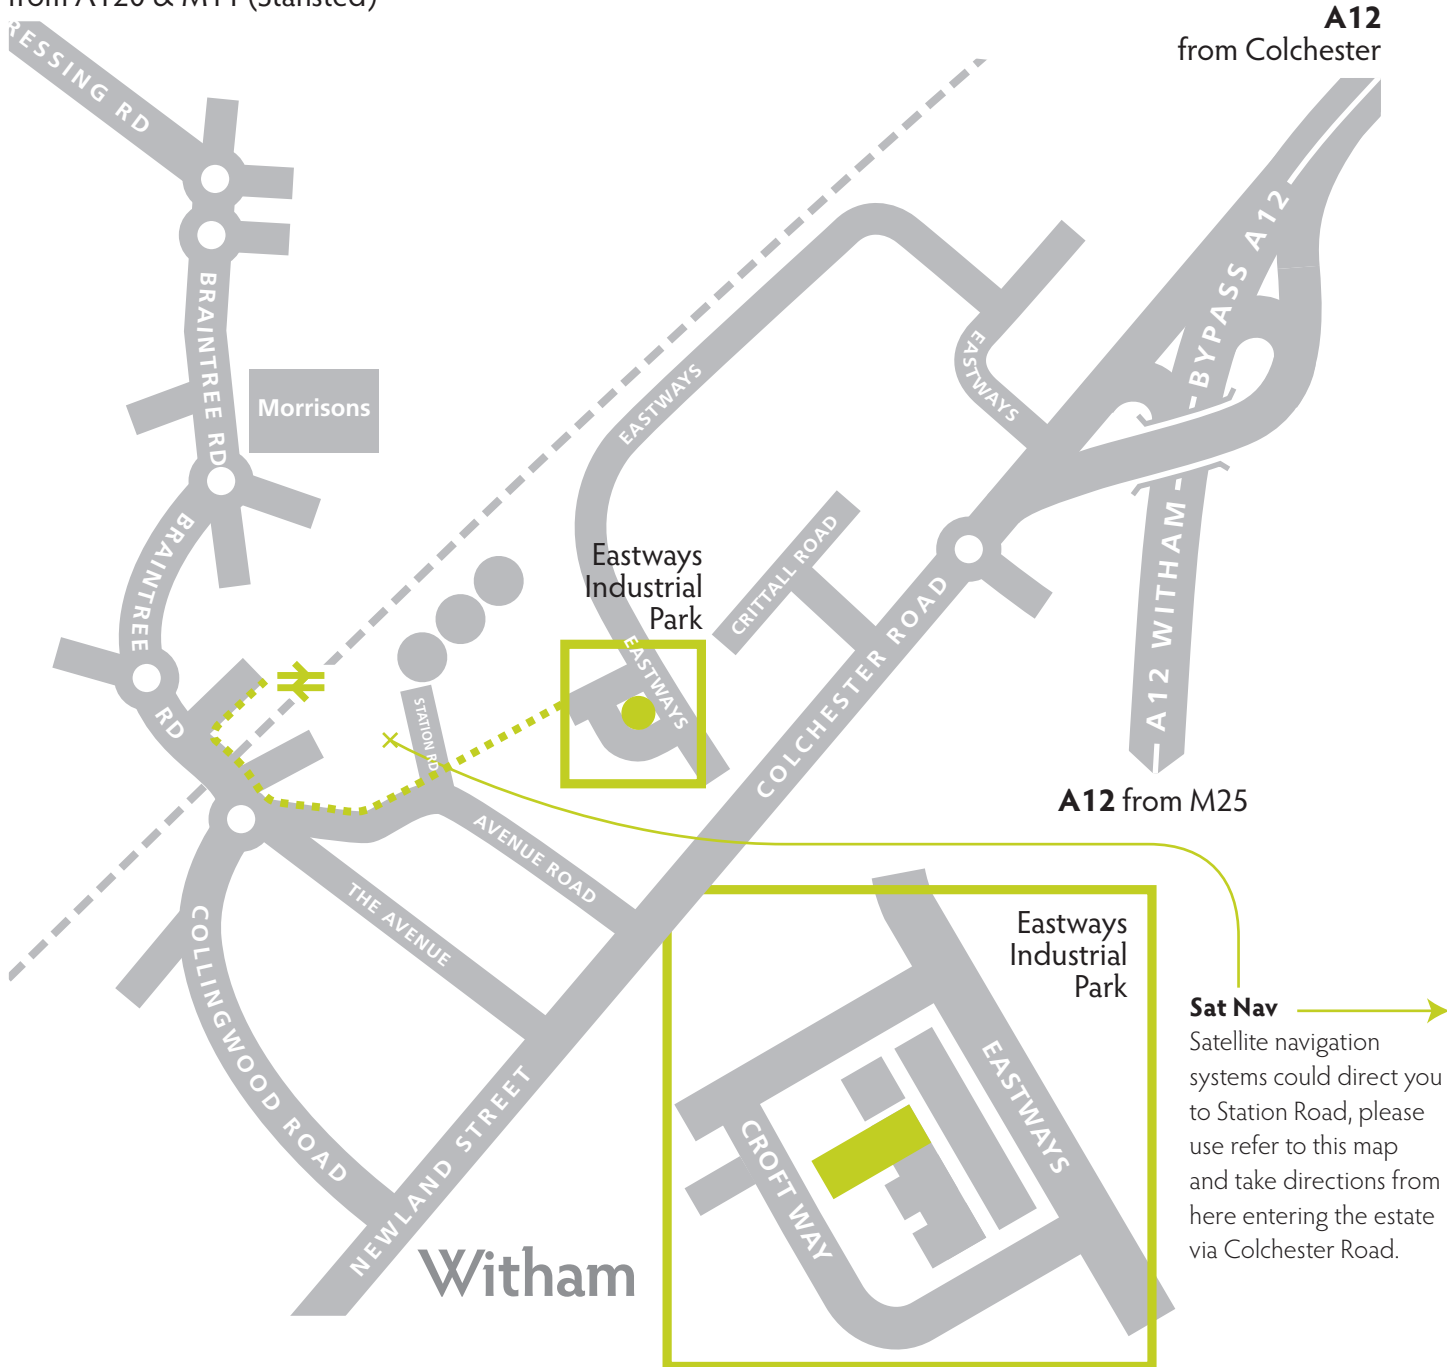 A12
from Colchester
RESSING RD
BYPASS A12
BRAINTREE RD
EASTWAYS
EASTWAYS
Morrisons
BRAINTREE
RD
Eastways
Industrial
Park
CRITTALL ROAD
A12 WITHAM
EASTWAYS
STATION RD
COLCHESTER ROAD
A12 from M25
AVENUE ROAD
THE AVENUE
COLLINGWOOD ROAD
NEWLAND STREET
Witham
Eastways
Industrial
Park
EASTWAYS
CROFT WAY
Sat Nav
Satellite navigation
systems could direct you
to Station Road, please
use refer to this map
and take directions from
here entering the estate
via Colchester Road.